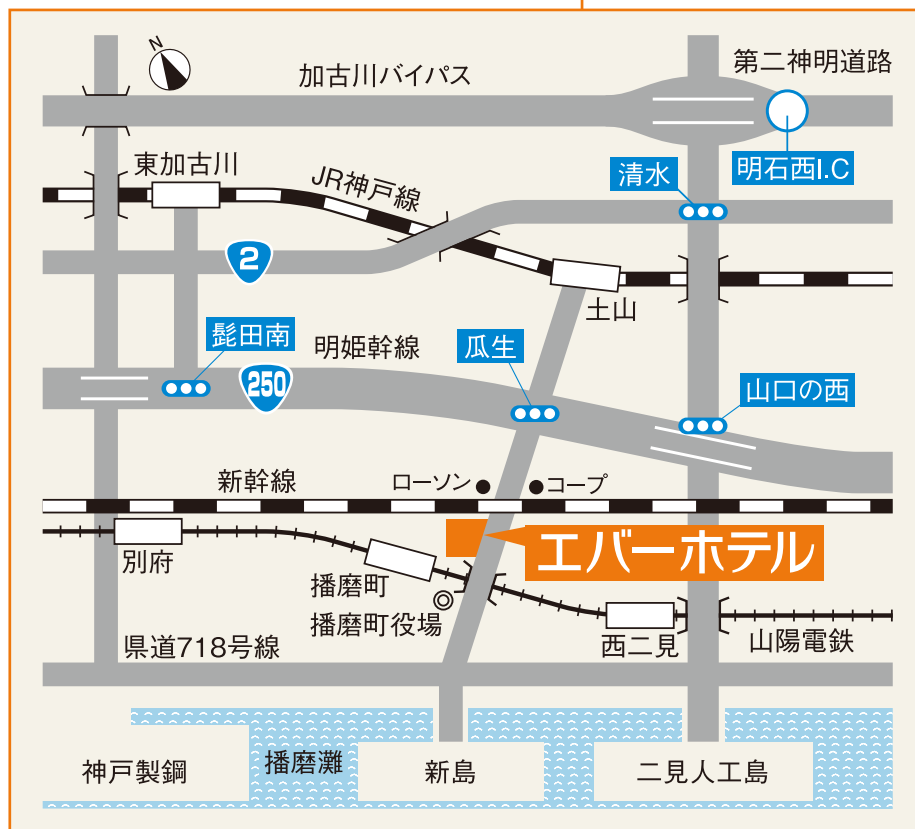 N
加古川バイパス
第二神明道路
明石西I.C
東加古川
JR神戸線
清水
2
土山
髭田南
明姫幹線
瓜生
250
山口の西
新幹線
ローソン
コープ
エバーホテル
別府
播磨町
播磨町役場
西二見
山陽電鉄
県道718号線
神戸製鋼
播磨灘
新島
二見人工島